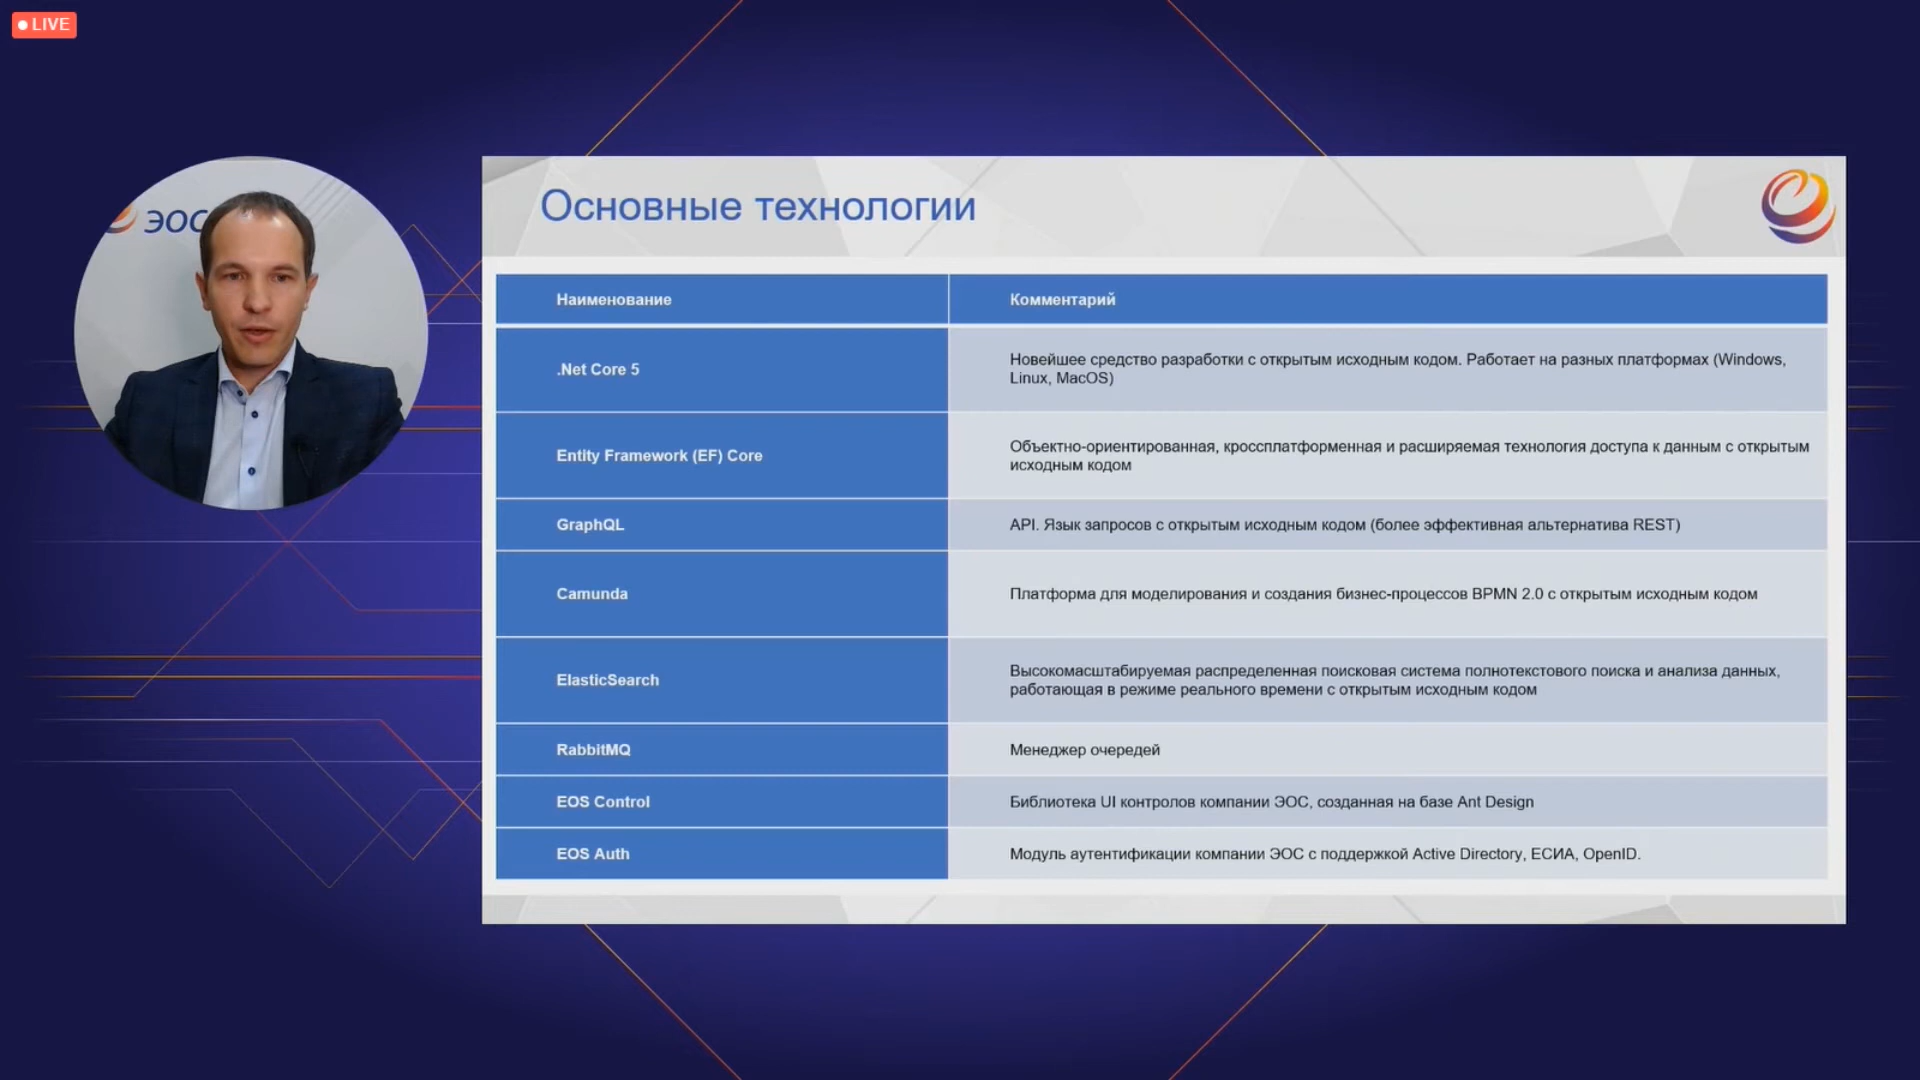 LIVE
ЭОС
Основные технологии
Наименование
Комментарий
.Net Core 5
Новейшее средство разработки с открытым исходным кодом. Работает на разных платформах (Windows,
Linux, MacOS)
Entity Framework (EF) Core
Объектно-ориентированная, кроссплатформенная и расширяемая технология доступа к данным с открытым
исходным кодом
GraphQL
API. Язык запросов с открытым исходным кодом (более эффективная альтернатива REST)
Camunda
Платформа для моделирования и создания бизнес-процессов BPMN 2.0 с открытым исходным кодом
ElasticSearch
Высокомасштабируемая распределенная поисковая система полнотекстового поиска и анализа данных,
работающая в режиме реального времени с открытым исходным кодом
RabbitMQ
Менеджер очередей
EOS Control
Библиотека UI контролов компании ЭОС, созданная на базе Ant Design
EOS Auth
Модуль аутентификации компании ЭОС с поддержкой Active Directory, ЕСИА, OpenID.